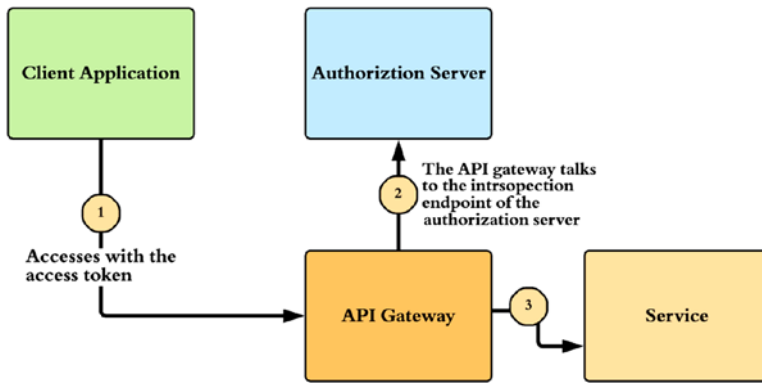 Client Application
Authoriztion Server
1
2
The API gateway talks
to the intrsopection
endpoint of the
authorization server
Accesses with the
access token
API Gateway
3
Service